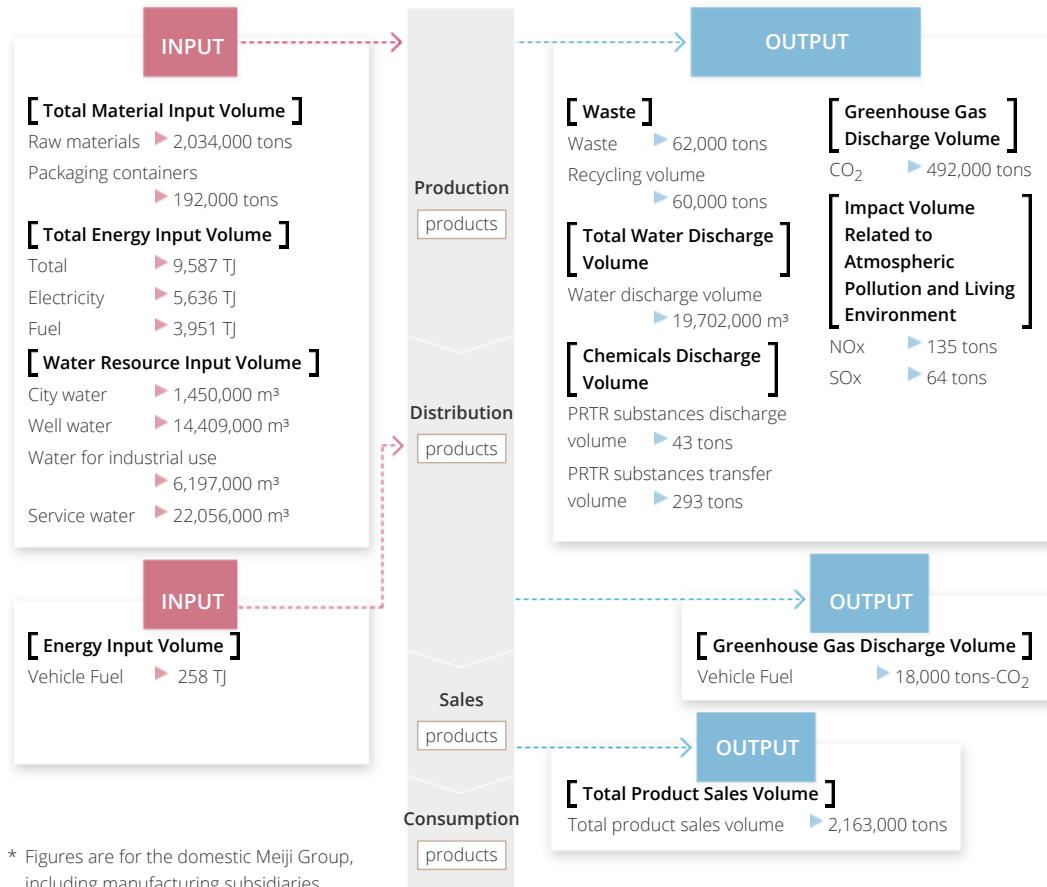 INPUT
[ Total Material Input Volume ]
Raw materials ▶ 2,034,000 tons
Packaging containers
▶ 192,000 tons
[ Total Energy Input Volume ]
Total ▶ 9,587 TJ
Electricity ▶ 5,636 TJ
Fuel ▶ 3,951 TJ
[ Water Resource Input Volume ]
City water ▶ 1,450,000 m³
Well water ▶ 14,409,000 m³
Water for industrial use
▶ 6,197,000 m³
Service water ▶ 22,056,000 m³
INPUT
[ Energy Input Volume ]
Vehicle Fuel ▶ 258 TJ
Production
products
Distribution
products
Sales
products
Consumption
products
OUTPUT
[ Waste ]
Waste ▶ 62,000 tons
Recycling volume
▶ 60,000 tons
[ Total Water Discharge
Volume ]
Water discharge volume
▶ 19,702,000 m³
[ Chemicals Discharge
Volume ]
PRTR substances discharge
volume ▶ 43 tons
PRTR substances transfer
volume ▶ 293 tons
[ Greenhouse Gas
Discharge Volume ]
CO₂ ▶ 492,000 tons
[ Impact Volume
Related to
Atmospheric
Pollution and Living
Environment ]
NOx ▶ 135 tons
SOx ▶ 64 tons
OUTPUT
[ Greenhouse Gas Discharge Volume ]
Vehicle Fuel ▶ 18,000 tons-CO₂
OUTPUT
[ Total Product Sales Volume ]
Total product sales volume ▶ 2,163,000 tons
* Figures are for the domestic Meiji Group,
including manufacturing subsidiaries